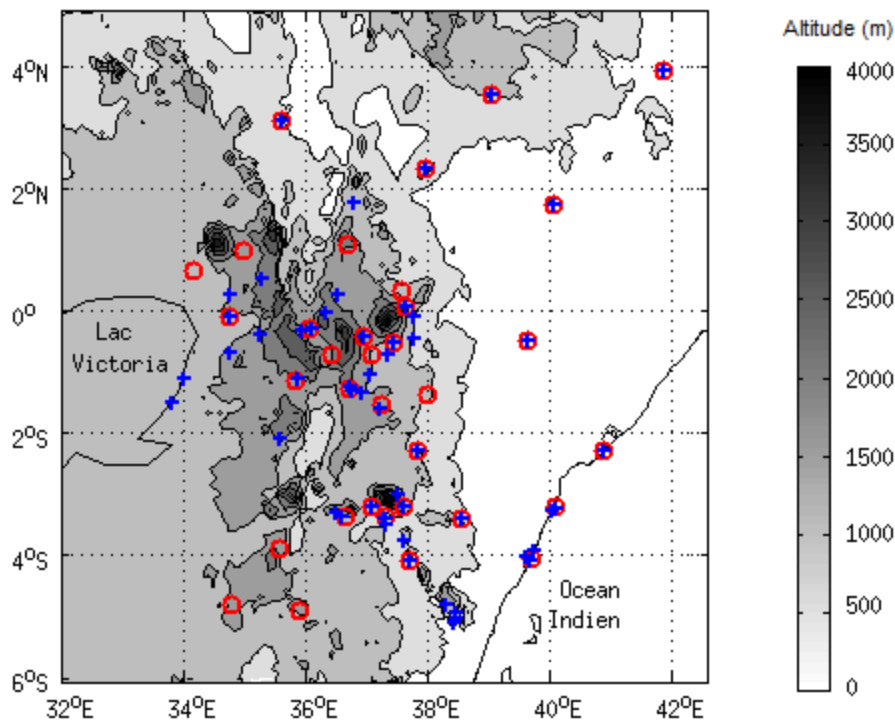 Altitude (m)
4°N
2°N
0°
2°S
4°S
6°S
32°E
34°E
36°E
38°E
40°E
42°E
Lac
Victoria
Ocean
Indien
4000
3500
3000
2500
2000
1500
1000
500
0